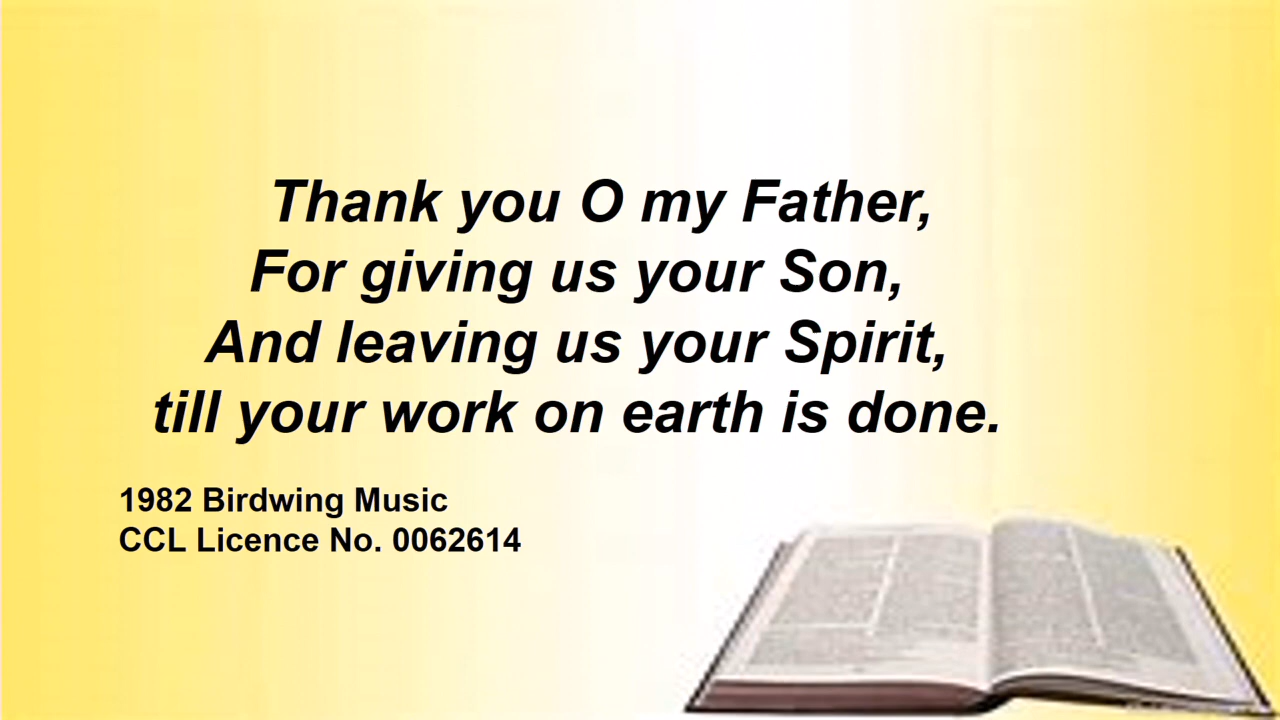 Thank you O my Father,
For giving us your Son,
And leaving us your Spirit,
till your work on earth is done.
1982 Birdwing Music
CCL Licence No. 0062614